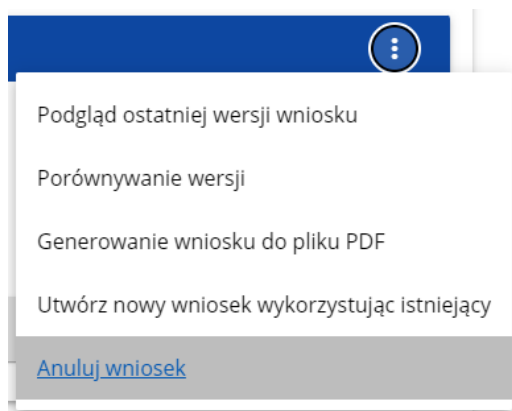 Podgląd ostatniej wersji wniosku
Porównywanie wersji
Generowanie wniosku do pliku PDF
Utwórz nowy wniosek wykorzystując istniejący
Anuluj wniosek